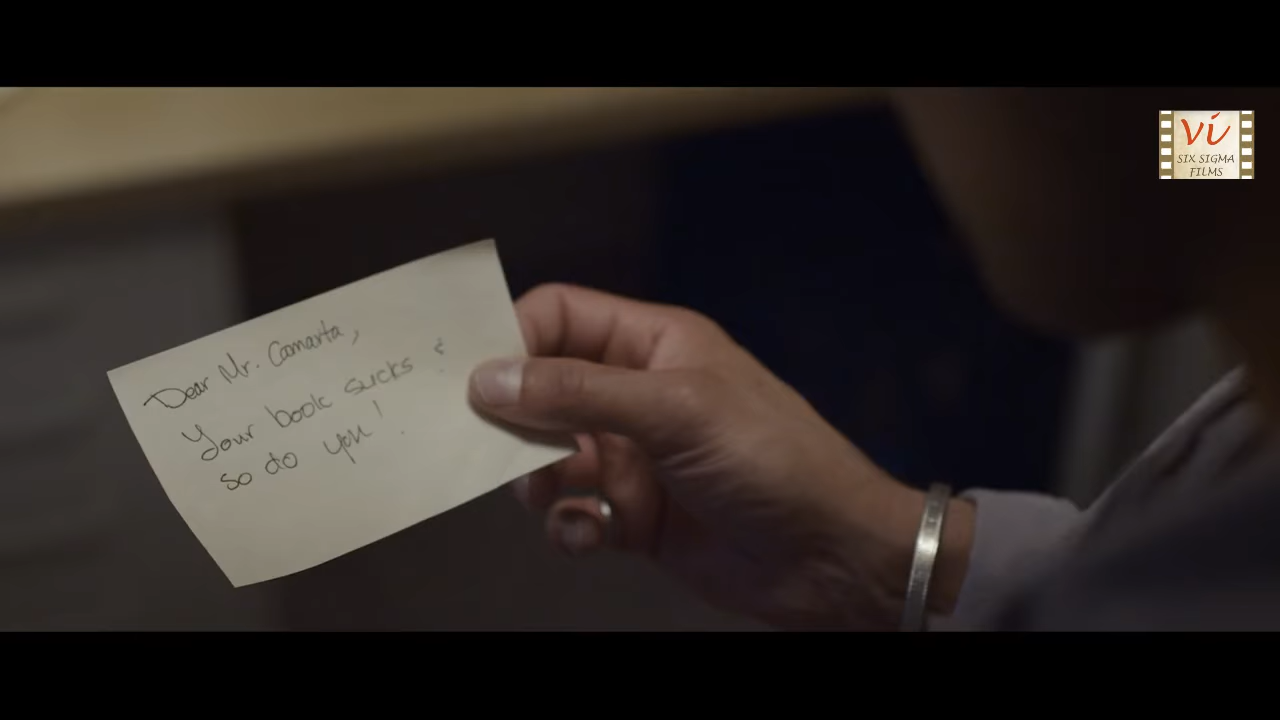 vi
SIX SIGMA
FILMS
Dear Mr. Camarta,
Your book sucks &
so do you!